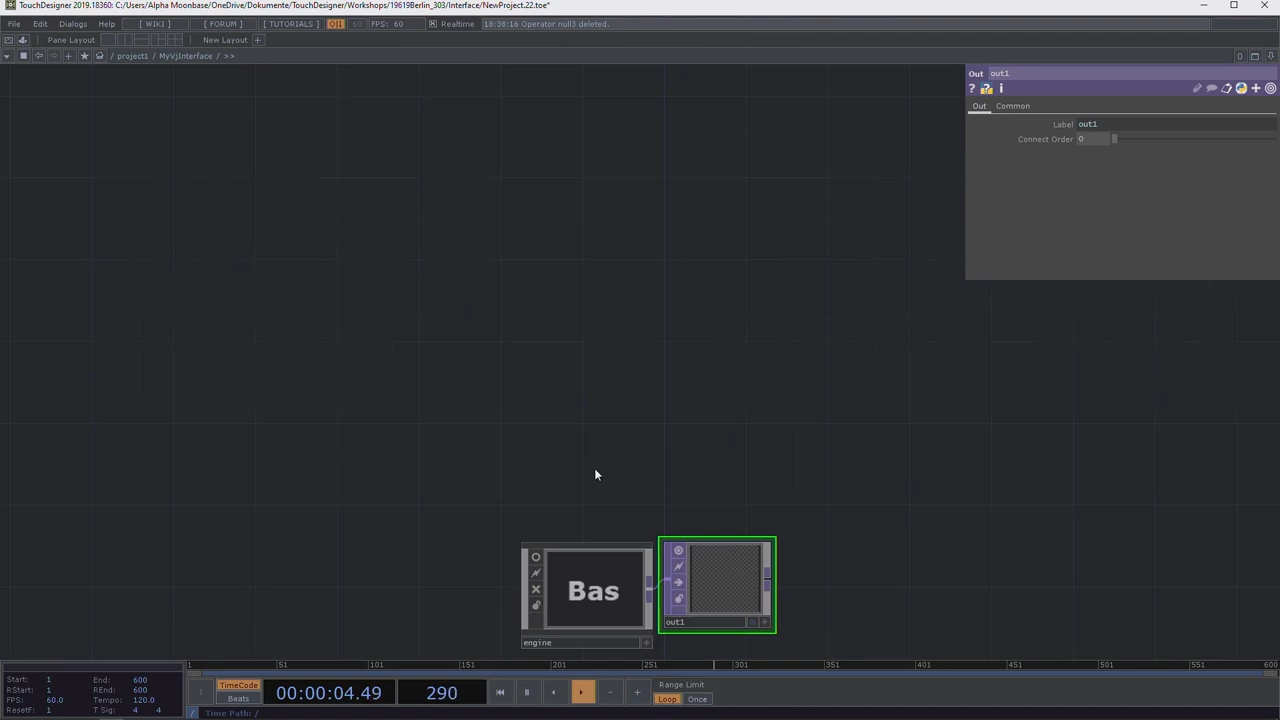 TouchDesigner 2019.18360: C:/Users/Alpha Moonbase/OneDrive/Dokumente/TouchDesigner/Workshops/19619Berlin_303/Interface/NewProject.22.toe*
File Edit Dialogs Help [ WIKI ] [ FORUM ] [ TUTORIALS ] O|I 60 FPS: 60 Realtime 18:38:16 Operator null3 deleted.
Pane Layout New Layout +
/ project1 / MyVjInterface / >> 0
Out out1
? ? i
Out Common
Label out1
Connect Order 0
Bas
engine
out1
1 51 101 151 201 251 301 351 401 451 501 551 600
Start: 1 End: 600
RStart: 1 REnd: 600
FPS: 60.0 Tempo: 120.0
ResetF: 1 T Sig: 4 4
TimeCode
Beats
00:00:04.49 290
Range Limit
Loop Once
/ Time Path: /